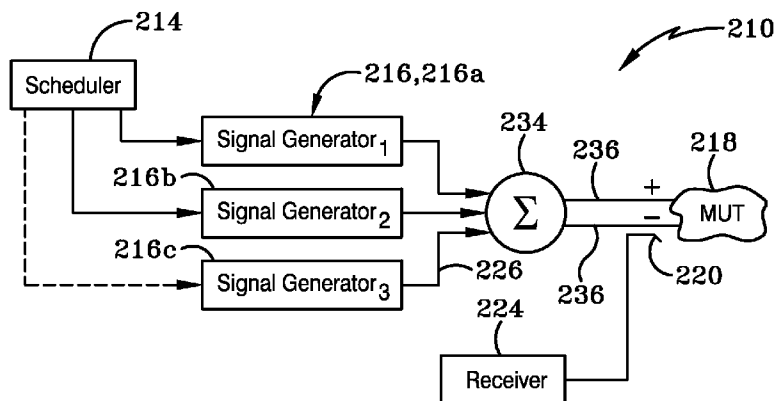 214
210
Scheduler
216,216a
Signal Generator1
234
218
216b
236
+
Signal Generator2
Σ
−
MUT
216c
Signal Generator3
226
236
220
224
Receiver